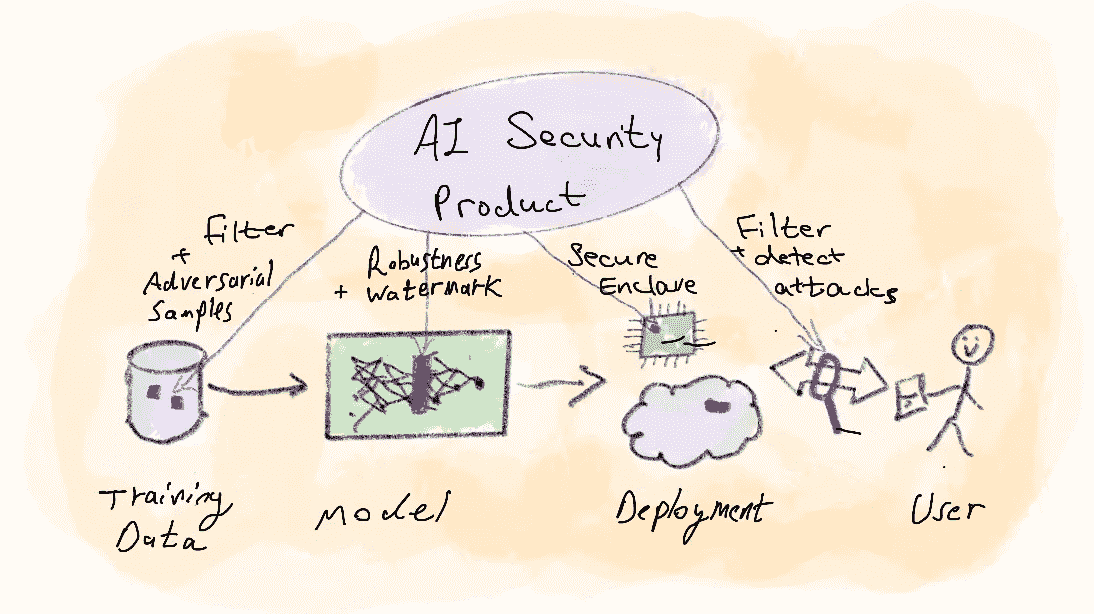 AI Security
Product
Filter
+
Adversarial
Samples
Robustness
+ Watermark
Secure
Enclave
Filter
+ detect
attacks
Training
Data
Model
Deployment
User